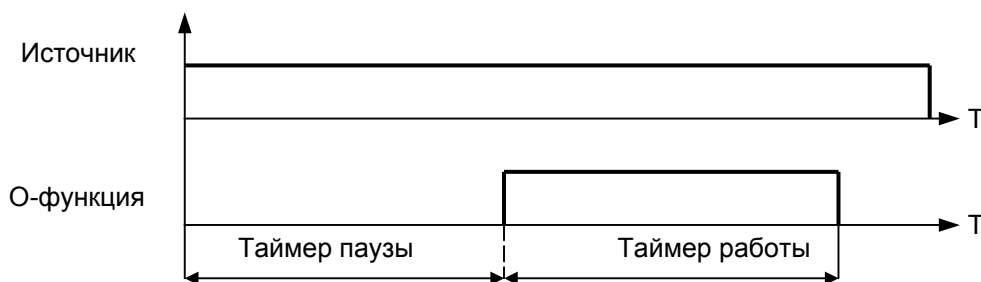 Источник
T
О-функция
T
Таймер паузы
Таймер работы